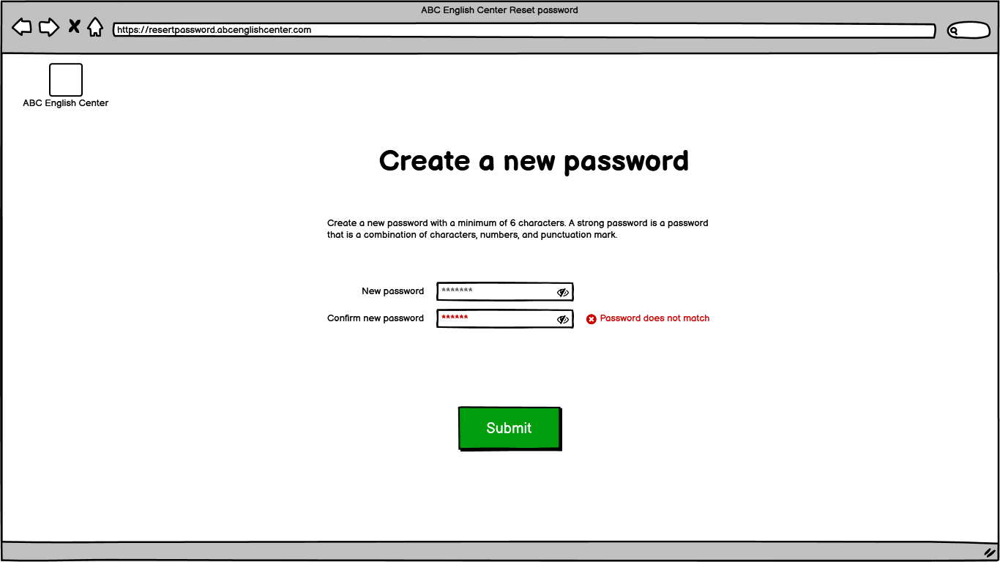 ABC English Center Reset password
https://resertpassword.abcenglishcenter.com
ABC English Center
Create a new password
Create a new password with a minimum of 6 characters. A strong password is a password
that is a combination of characters, numbers, and punctuation mark.
New password *******
Confirm new password ****** Password does not match
Submit